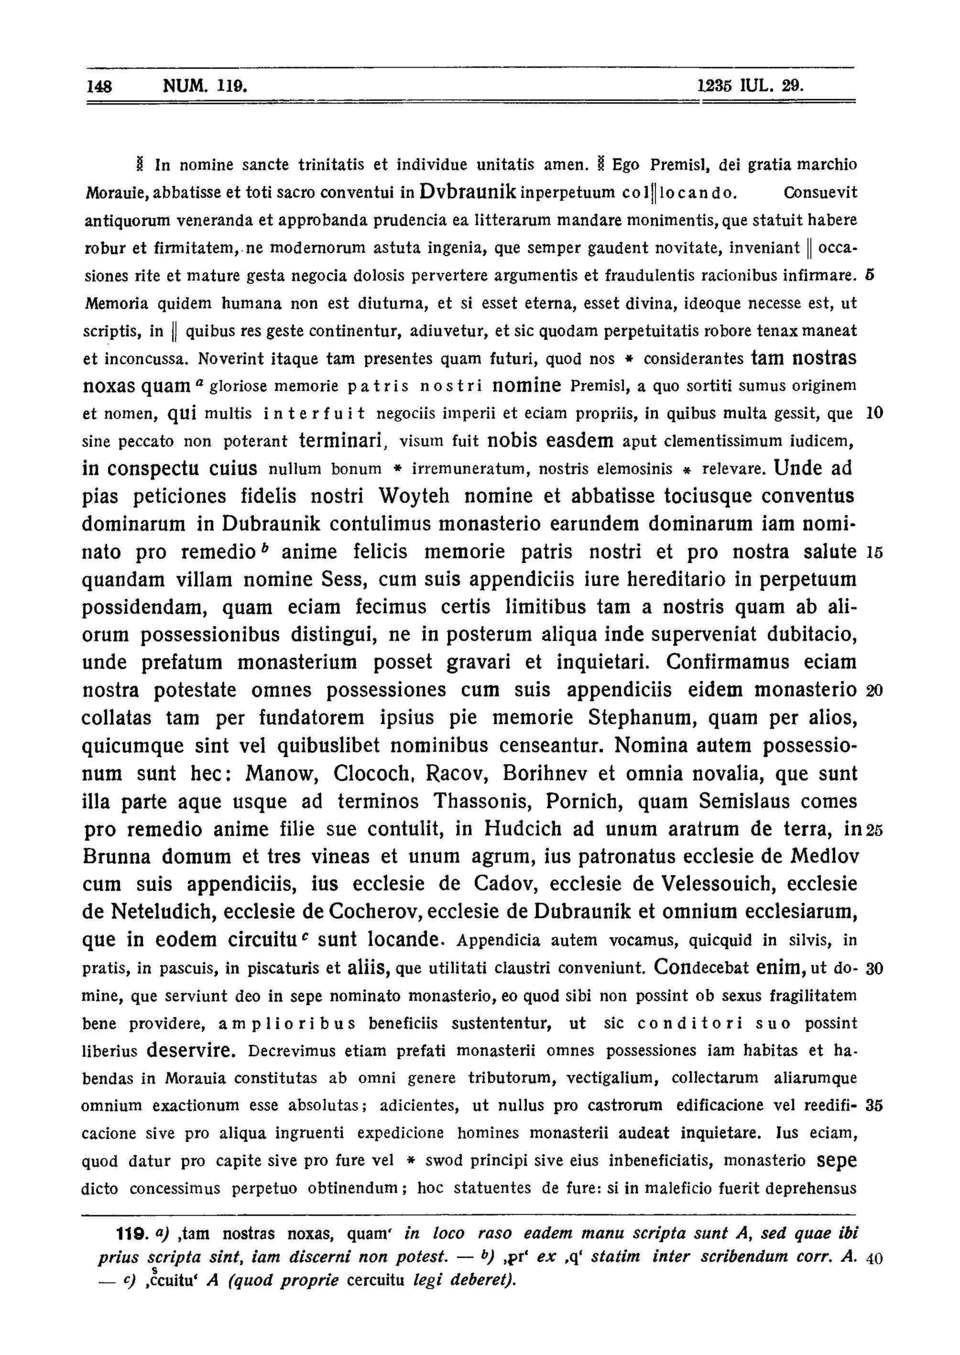 148 NUM. 119. 1235 IUL. 29.
§ In nomine sancte trinitatis et individue unitatis amen. § Ego Premisl, dei gratia marchio
Morauie, abbatisse et toti sacro conventui in Dvbraunik inperpetuum col||locando. Consuevit
antiquorum veneranda et approbanda prudencia ea litterarum mandare monimentis, que statuit habere
robur et firmitatem, ne modernorum astuta ingenia, que semper gaudent novitate, inveniant || occa-
siones rite et mature gesta negocia dolosis pervertere argumentis et fraudulentis racionibus infirmare. 5
Memoria quidem humana non est diuturna, et si esset eterna, esset divina, ideoque necesse est, ut
scriptis, in || quibus res geste continentur, adiuvetur, et sic quodam perpetuitatis robore tenax maneat
et inconcussa. Noverint itaque tam presentes quam futuri, quod nos * considerantes tam nostras
noxas quam a gloriose memorie patris nostri nomine Premisl, a quo sortiti sumus originem
et nomen, qui multis interfuit negociis imperii et eciam propriis, in quibus multa gessit, que 10
sine peccato non poterant terminari, visum fuit nobis easdem aput clementissimum iudicem,
in conspectu cuius nullum bonum * irremuneratum, nostris elemosinis * relevare. Unde ad
pias peticiones fidelis nostri Woyteh nomine et abbatisse tociusque conventus
dominarum in Dubraunik contulimus monasterio earundem dominarum iam nomi-
nato pro remedio b anime felicis memorie patris nostri et pro nostra salute 15
quandam villam nomine Sess, cum suis appendiciis iure hereditario in perpetuum
possidendam, quam eciam fecimus certis limitibus tam a nostris quam ab ali-
orum possessionibus distingui, ne in posterum aliqua inde superveniat dubitacio,
unde prefatum monasterium posset gravari et inquietari. Confirmamus eciam
nostra potestate omnes possessiones cum suis appendiciis eidem monasterio 20
collatas tam per fundatorem ipsius pie memorie Stephanum, quam per alios,
quicumque sint vel quibuslibet nominibus censeantur. Nomina autem possessio-
num sunt hec: Manow, Clococh, Racov, Borihnev et omnia novalia, que sunt
illa parte aque usque ad terminos Thassonis, Pornich, quam Semislaus comes
pro remedio anime filie sue contulit, in Hudcich ad unum aratrum de terra, in 25
Brunna domum et tres vineas et unum agrum, ius patronatus ecclesie de Medlov
cum suis appendiciis, ius ecclesie de Cadov, ecclesie de Velessouich, ecclesie
de Neteludich, ecclesie de Cocherov, ecclesie de Dubraunik et omnium ecclesiarum,
que in eodem circuitu c sunt locande. Appendicia autem vocamus, quicquid in silvis, in
pratis, in pascuis, in piscaturis et aliis, que utilitati claustri conveniunt. Condecebat enim, ut do- 30
mine, que serviunt deo in sepe nominato monasterio, eo quod sibi non possint ob sexus fragilitatem
bene providere, amplioribus beneficiis sustententur, ut sic conditori suo possint
liberius deservire. Decrevimus etiam prefati monasterii omnes possessiones iam habitas et ha-
bendas in Morauia constitutas ab omni genere tributorum, vectigalium, collectarum aliarumque
omnium exactionum esse absolutas; adicientes, ut nullus pro castrorum edificacione vel reedifi- 35
cacione sive pro aliqua ingruenti expedicione homines monasterii audeat inquietare. Ius eciam,
quod datur pro capite sive pro fure vel * swod principi sive eius inbeneficiatis, monasterio sepe
dicto concessimus perpetuo obtinendum; hoc statuentes de fure: si in maleficio fuerit deprehensus
119. a) ‚tam nostras noxas, quam‘ in loco raso eadem manu scripta sunt A, sed quae ibi
prius scripta sint, iam discerni non potest. — b) ‚pr‘ ex ‚q‘ statim inter scribendum corr. A. 40
— c) ‚c̊cuitu‘ A (quod proprie cercuitu legi deberet).